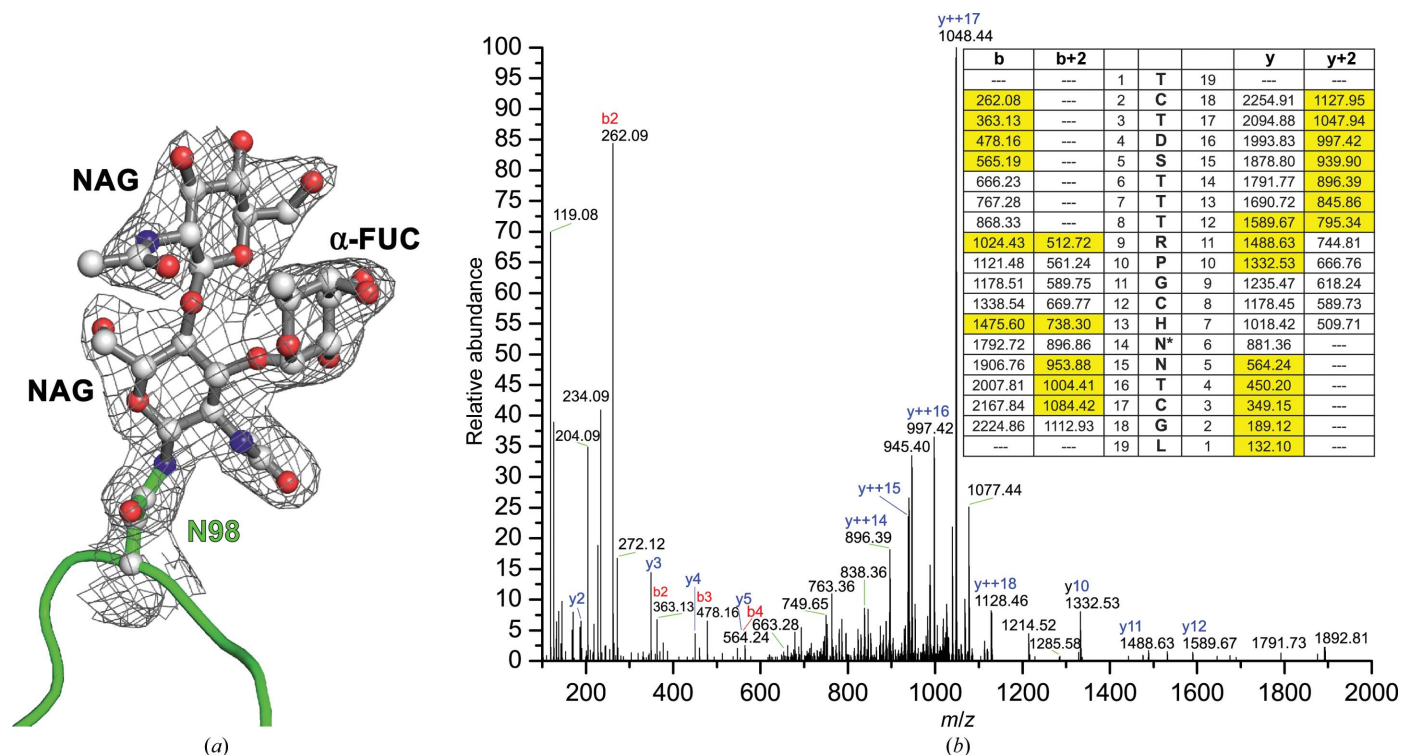 NAG
α-FUC
NAG
N98
(a)
y++17
1048.44
b2
262.09
119.08
234.09
204.09
272.12
y2
y3
b2
363.13
y4
b3
478.16
y5
b4
564.24
663.28
749.65
763.36
838.36
y++14
896.39
y++15
945.40
y++16
997.42
1077.44
y++18
1128.46
1214.52
1285.58
y10
1332.53
y11
1488.63
y12
1589.67
1791.73
1892.81
Relative abundance
100
95
90
85
80
75
70
65
60
55
50
45
40
35
30
25
20
15
10
5
0
200 400 600 800 1000 1200 1400 1600 1800 2000
m/z
b b+2 y y+2
--- --- 1 T 19 --- ---
262.08 --- 2 C 18 2254.91 1127.95
363.13 --- 3 T 17 2094.88 1047.94
478.16 --- 4 D 16 1993.83 997.42
565.19 --- 5 S 15 1878.80 939.90
666.23 --- 6 T 14 1791.77 896.39
767.28 --- 7 T 13 1690.72 845.86
868.33 --- 8 T 12 1589.67 795.34
1024.43 512.72 9 R 11 1488.63 744.81
1121.48 561.24 10 P 10 1332.53 666.76
1178.51 589.75 11 G 9 1235.47 618.24
1338.54 669.77 12 C 8 1178.45 589.73
1475.60 738.30 13 H 7 1018.42 509.71
1792.72 896.86 14 N* 6 881.36 ---
1906.76 953.88 15 N 5 564.24 ---
2007.81 1004.41 16 T 4 450.20 ---
2167.84 1084.42 17 C 3 349.15 ---
2224.86 1112.93 18 G 2 189.12 ---
--- --- 19 L 1 132.10 ---
(b)